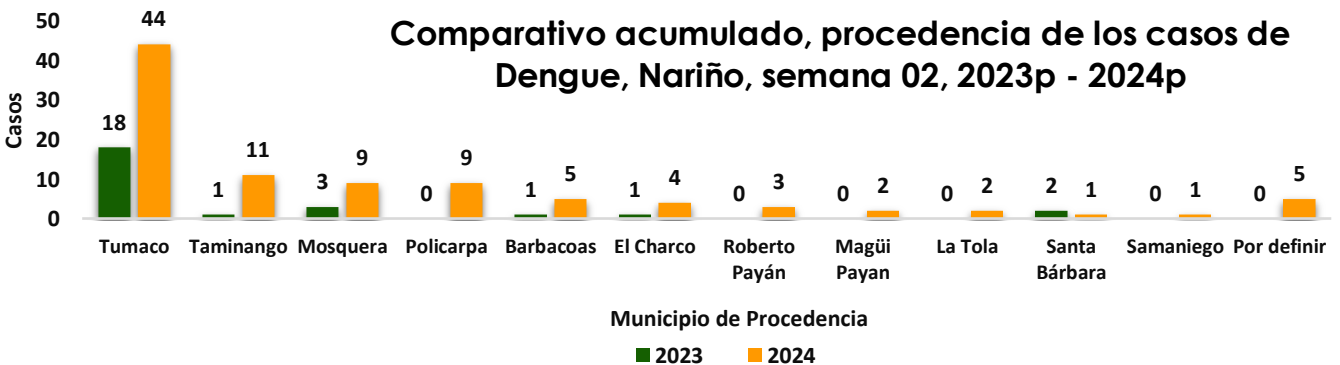 Comparativo acumulado, procedencia de los casos de
Dengue, Nariño, semana 02, 2023p - 2024p
Casos
50
40
30
20
10
0
18 44
1 11
3 9
0 9
1 5
1 4
0 3
0 2
0 2
2 1
0 1
0 5
Tumaco
Taminango
Mosquera
Policarpa
Barbacoas
El Charco
Roberto
Payán
Magüi
Payan
La Tola
Santa
Bárbara
Samaniego
Por definir
Municipio de Procedencia
2023 2024